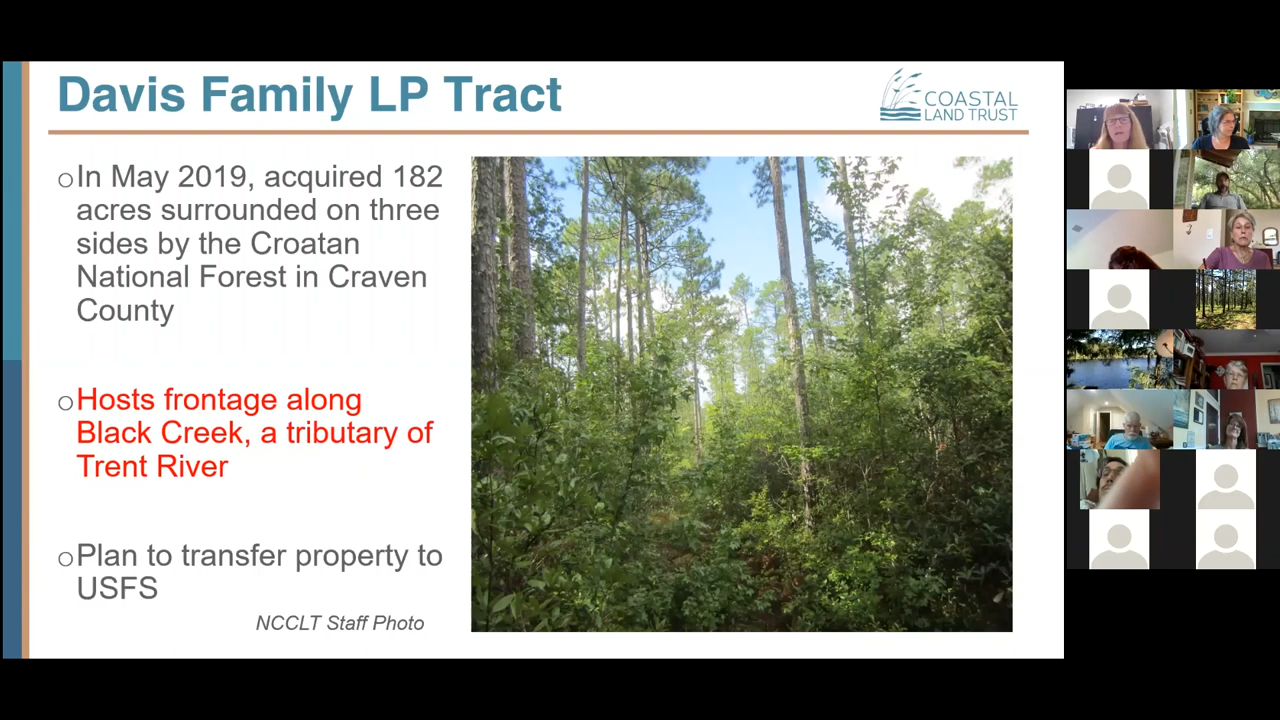 Davis Family LP Tract
COASTAL
LAND TRUST
○In May 2019, acquired 182
acres surrounded on three
sides by the Croatan
National Forest in Craven
County
○Hosts frontage along
Black Creek, a tributary of
Trent River
○Plan to transfer property to
USFS
NCCLT Staff Photo